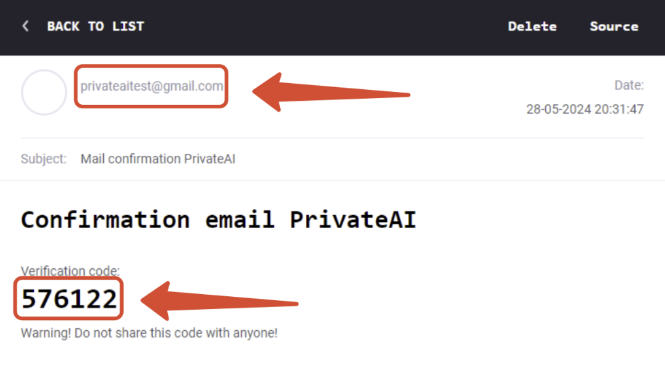 BACK TO LIST Delete Source
privateaitest@gmail.com Date:
28-05-2024 20:31:47
Subject: Mail confirmation PrivateAI
Confirmation email PrivateAI
Verification code:
576122
Warning! Do not share this code with anyone!